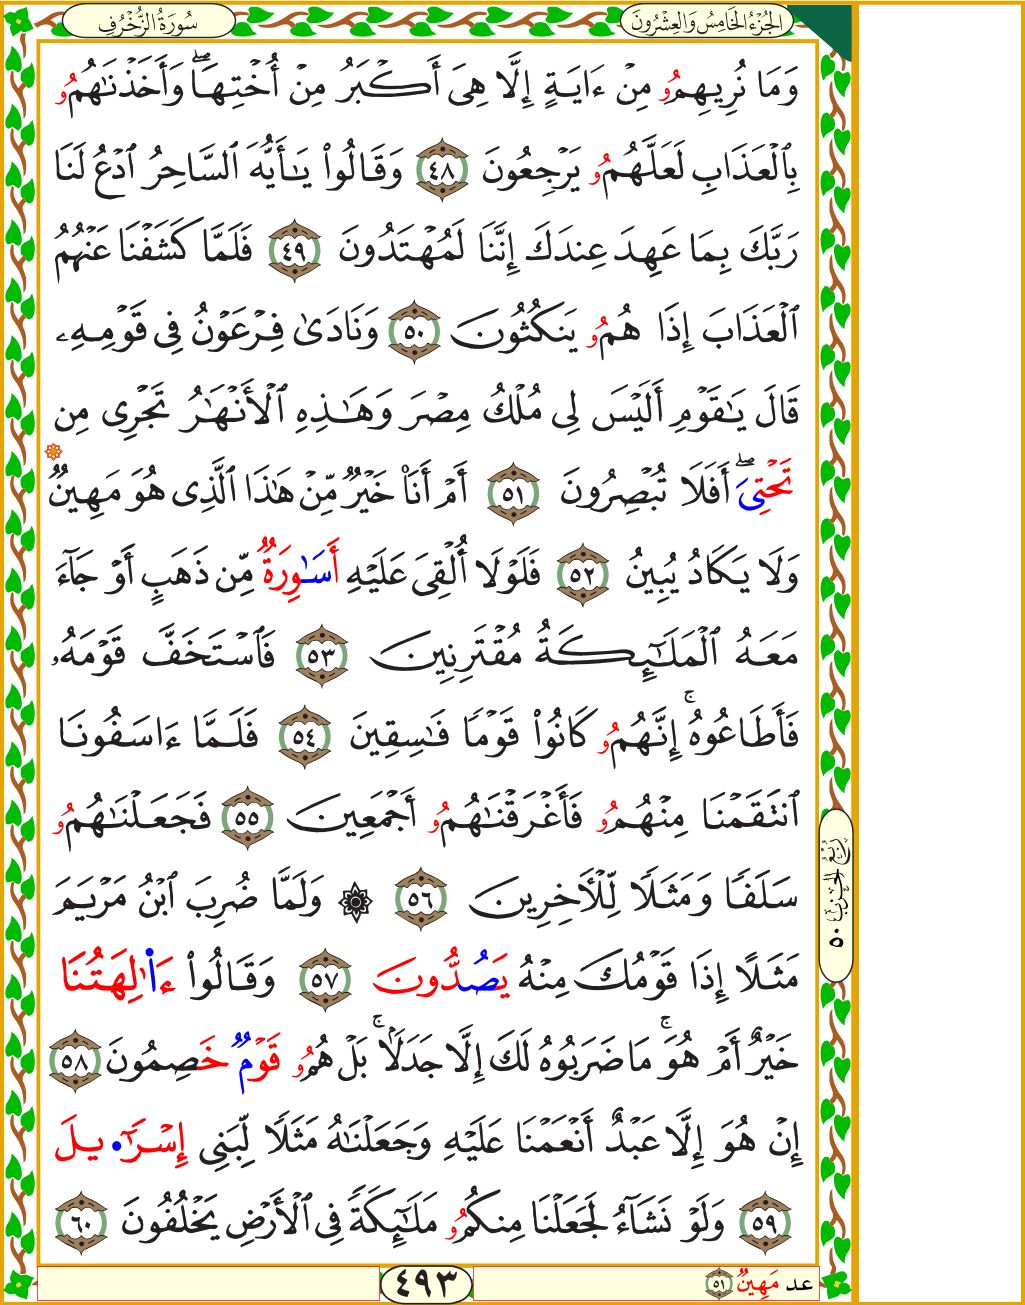 الجُزْءُ الخَامِسُ وَالعِشْرُونَ
سُورَةُ الزُّخْرُفِ
وَمَا نُرِيهِمُۥ مِنْ ءَايَةٍ إِلَّا هِىَ أَكْبَرُ مِنْ أُخْتِهَاۖ وَأَخَذْنَٰهُمُۥ
بِٱلْعَذَابِ لَعَلَّهُمُۥ يَرْجِعُونَ ٤٨ وَقَالُوا۟ يَٰٓأَيُّهَ ٱلسَّاحِرُ ٱدْعُ لَنَا
رَبَّكَ بِمَا عَهِدَ عِندَكَ إِنَّنَا لَمُهْتَدُونَ ٤٩ فَلَمَّا كَشَفْنَا عَنْهُمُ
ٱلْعَذَابَ إِذَا هُمُۥ يَنكُثُونَ ٥٠ وَنَادَىٰ فِرْعَوْنُ فِى قَوْمِهِۦ
قَالَ يَٰقَوْمِ أَلَيْسَ لِى مُلْكُ مِصْرَ وَهَٰذِهِ ٱلْأَنْهَٰرُ تَجْرِى مِن
تَحْتِىَۖ أَفَلَا تُبْصِرُونَ ٥١ أَمْ أَنَا۠ خَيْرٌ مِّنْ هَٰذَا ٱلَّذِى هُوَ مَهِينٌ
وَلَا يَكَادُ يُبِينُ ٥٢ فَلَوْلَا أُلْقِىَ عَلَيْهِ أَسَٰوِرَةٌ مِّن ذَهَبٍ أَوْ جَآءَ
مَعَهُ ٱلْمَلَٰٓئِكَةُ مُقْتَرِنِينَ ٥٣ فَٱسْتَخَفَّ قَوْمَهُۥ
فَأَطَاعُوهُۚ إِنَّهُمُۥ كَانُوا۟ قَوْمًا فَٰسِقِينَ ٥٤ فَلَمَّا ءَاسَفُونَا
ٱنتَقَمْنَا مِنْهُمُۥ فَأَغْرَقْنَٰهُمُۥ أَجْمَعِينَ ٥٥ فَجَعَلْنَٰهُمُۥ
سَلَفًا وَمَثَلًا لِّلْأَخِرِينَ ٥٦ ۞ وَلَمَّا ضُرِبَ ٱبْنُ مَرْيَمَ
مَثَلًا إِذَا قَوْمُكَ مِنْهُ يَصُدُّونَ ٥٧ وَقَالُوا۟ ءَاٰ۬لِهَتُنَا
خَيْرٌ أَمْ هُوَۚ مَا ضَرَبُوهُ لَكَ إِلَّا جَدَلًاۚ بَلْ هُمُۥ قَوْمٌ خَصِمُونَ ٥٨
إِنْ هُوَ إِلَّا عَبْدٌ أَنْعَمْنَا عَلَيْهِ وَجَعَلْنَٰهُ مَثَلًا لِّبَنِى إِسْرَٰٓءِيلَ
٥٩ وَلَوْ نَشَآءُ لَجَعَلْنَا مِنكُمُۥ مَلَٰٓئِكَةً فِى ٱلْأَرْضِ يَخْلُفُونَ ٦٠
رُبْعُ الحِزْبِ ٥٠
عد مَهِينٌ ٥١
٤٩٣